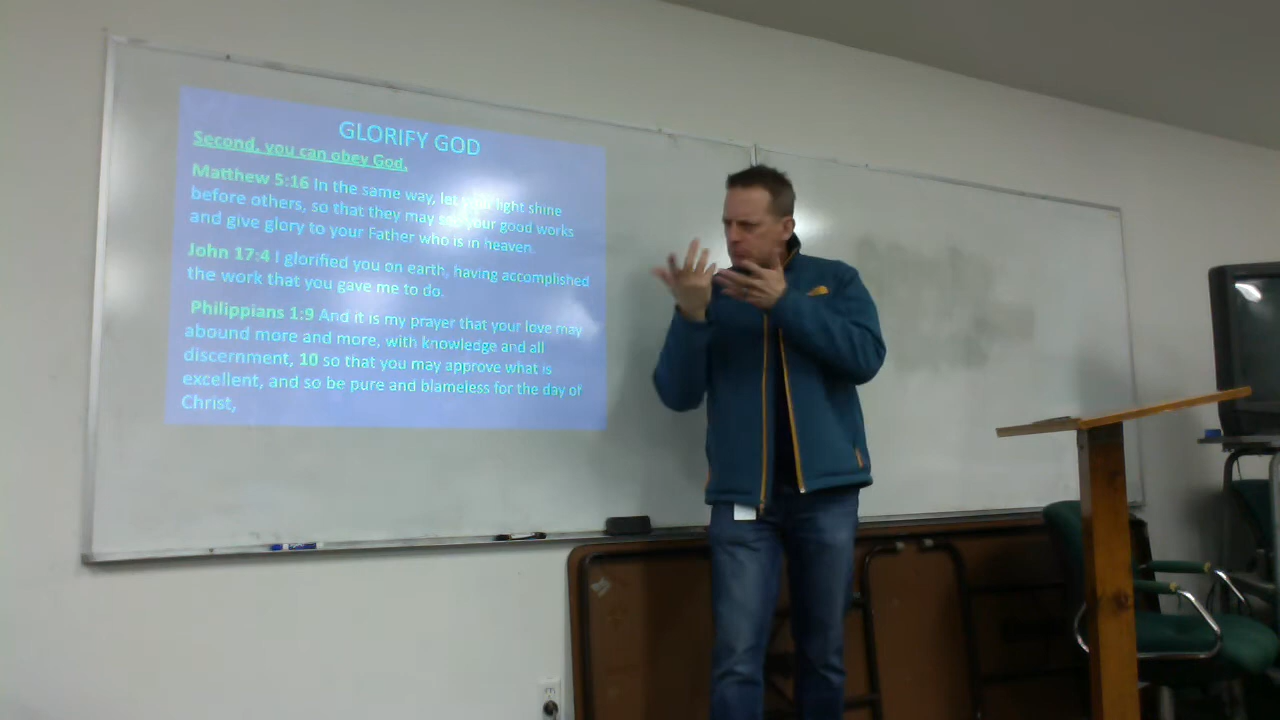 GLORIFY GOD
Second, you can obey God.
Matthew 5:16 In the same way, let your light shine
before others, so that they may see your good works
and give glory to your Father who is in heaven.
John 17:4 I glorified you on earth, having accomplished
the work that you gave me to do.
Philippians 1:9 And it is my prayer that your love may
abound more and more, with knowledge and all
discernment, 10 so that you may approve what is
excellent, and so be pure and blameless for the day of
Christ,